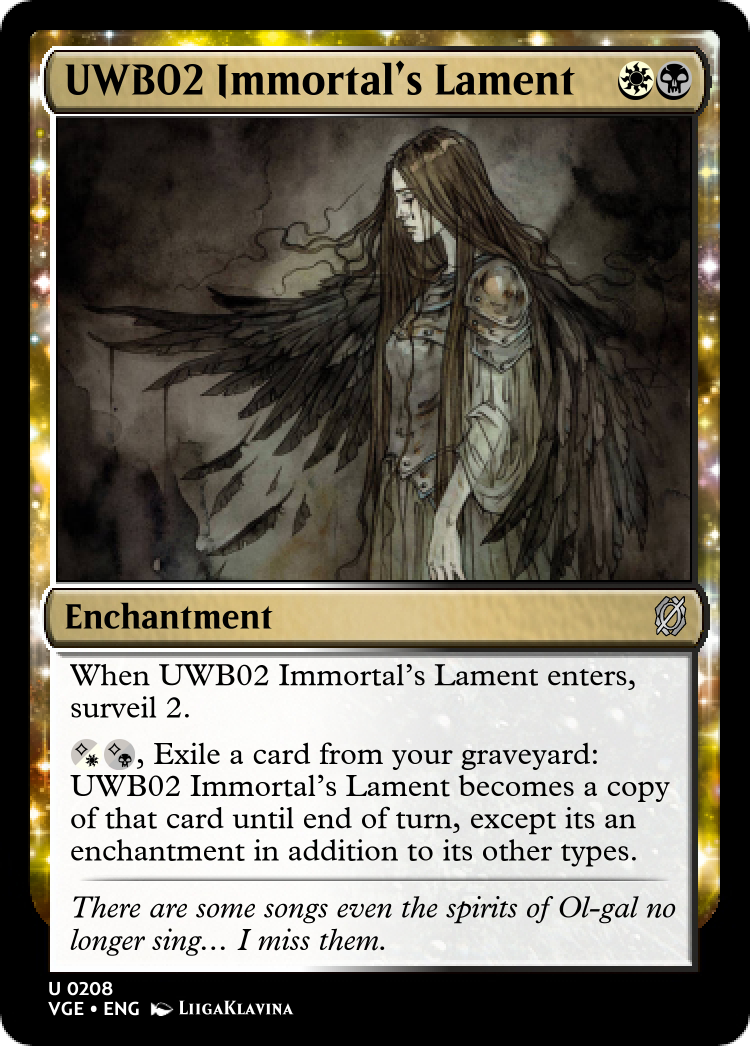 UWB02 Immortal's Lament
Enchantment
When UWB02 Immortal's Lament enters,
surveil 2.
, Exile a card from your graveyard:
UWB02 Immortal's Lament becomes a copy
of that card until end of turn, except its an
enchantment in addition to its other types.
There are some songs even the spirits of Ol-gal no
longer sing... I miss them.
U 0208
VGE • ENG LIIGAKLAVINA